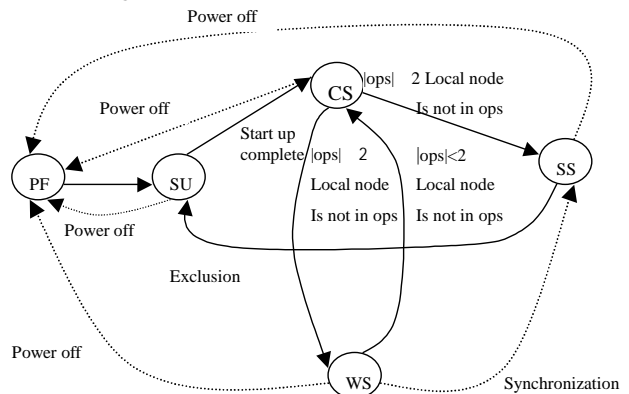 Power off
CS
|ops| 2 Local node
Is not in ops
Power off
Start up
complete
|ops| 2
Local node
Is not in ops
|ops|<2
Local node
Is not in ops
PF
SU
SS
Power off
Exclusion
Power off
WS
Synchronization